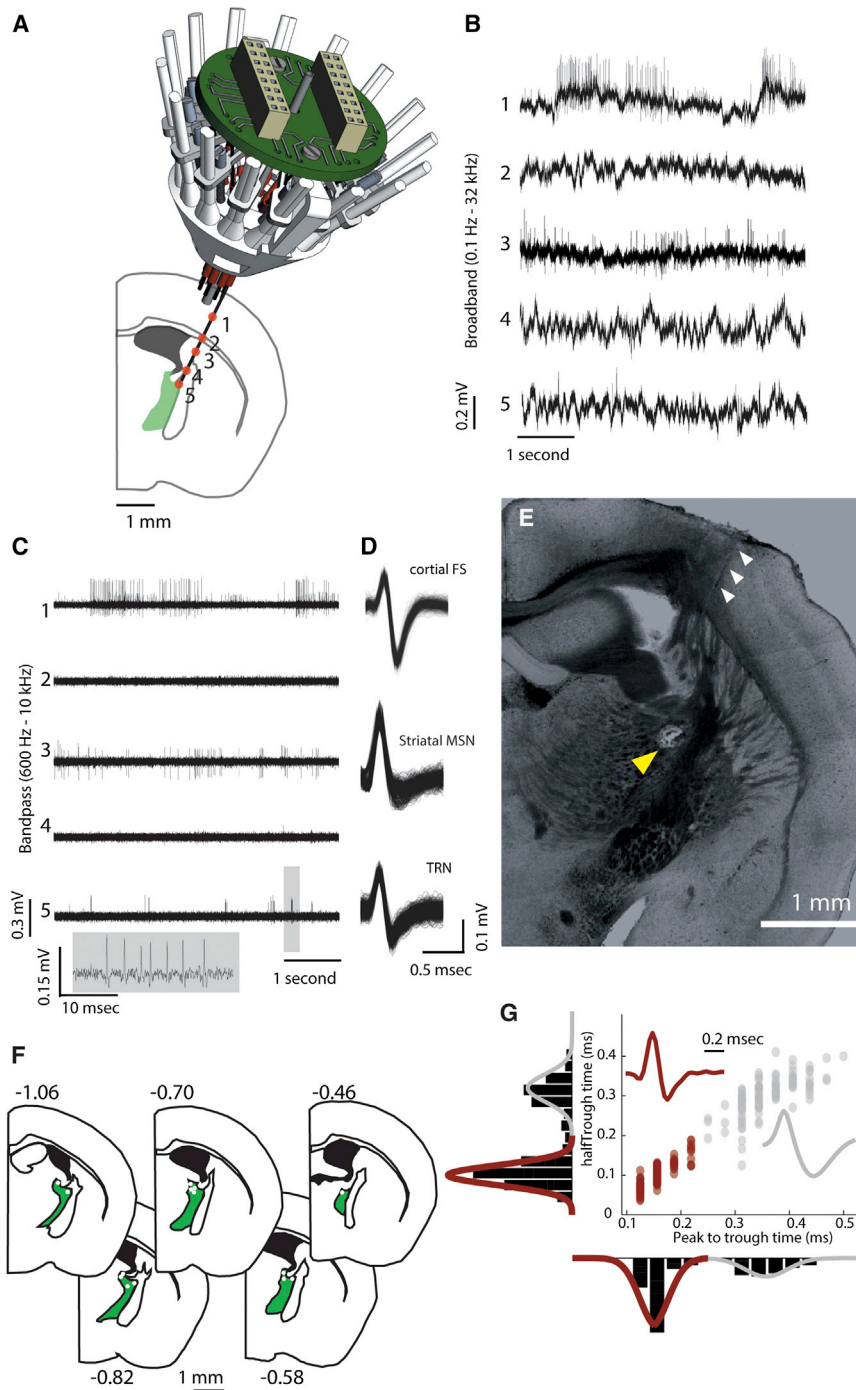 A
1
2
3
4
5
1 mm
B
Broadband (0.1 Hz - 32 kHz)
1
2
3
4
5
0.2 mV
1 second
C
Bandpass (600 Hz - 10 kHz)
1
2
3
4
5
0.3 mV
0.15 mV
10 msec
1 second
D
cortial FS
Striatal MSN
TRN
0.1 mV
0.5 msec
E
1 mm
F
-1.06
-0.70
-0.46
-0.82
1 mm
-0.58
G
halfTrough time (ms)
0.4
0.3
0.2
0.1
0
0.2 msec
0.1
0.2
0.3
0.4
0.5
Peak to trough time (ms)